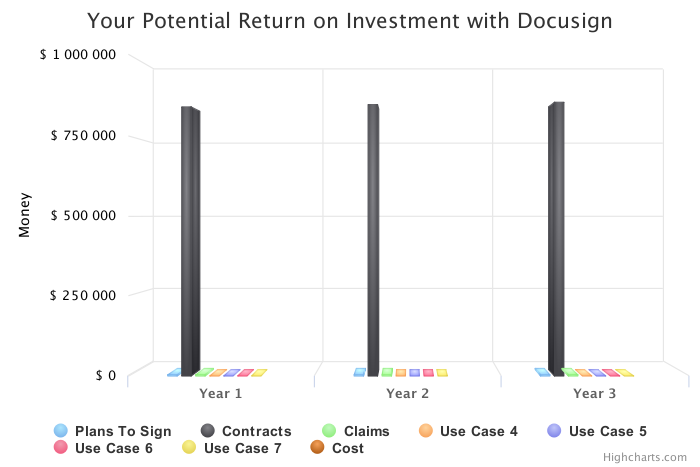 Your Potential Return on Investment with Docusign
$ 1 000 000
$ 750 000
$ 500 000
$ 250 000
$ 0
Money
Year 1 Year 2 Year 3
Plans To Sign Contracts Claims Use Case 4 Use Case 5
Use Case 6 Use Case 7 Cost
Highcharts.com